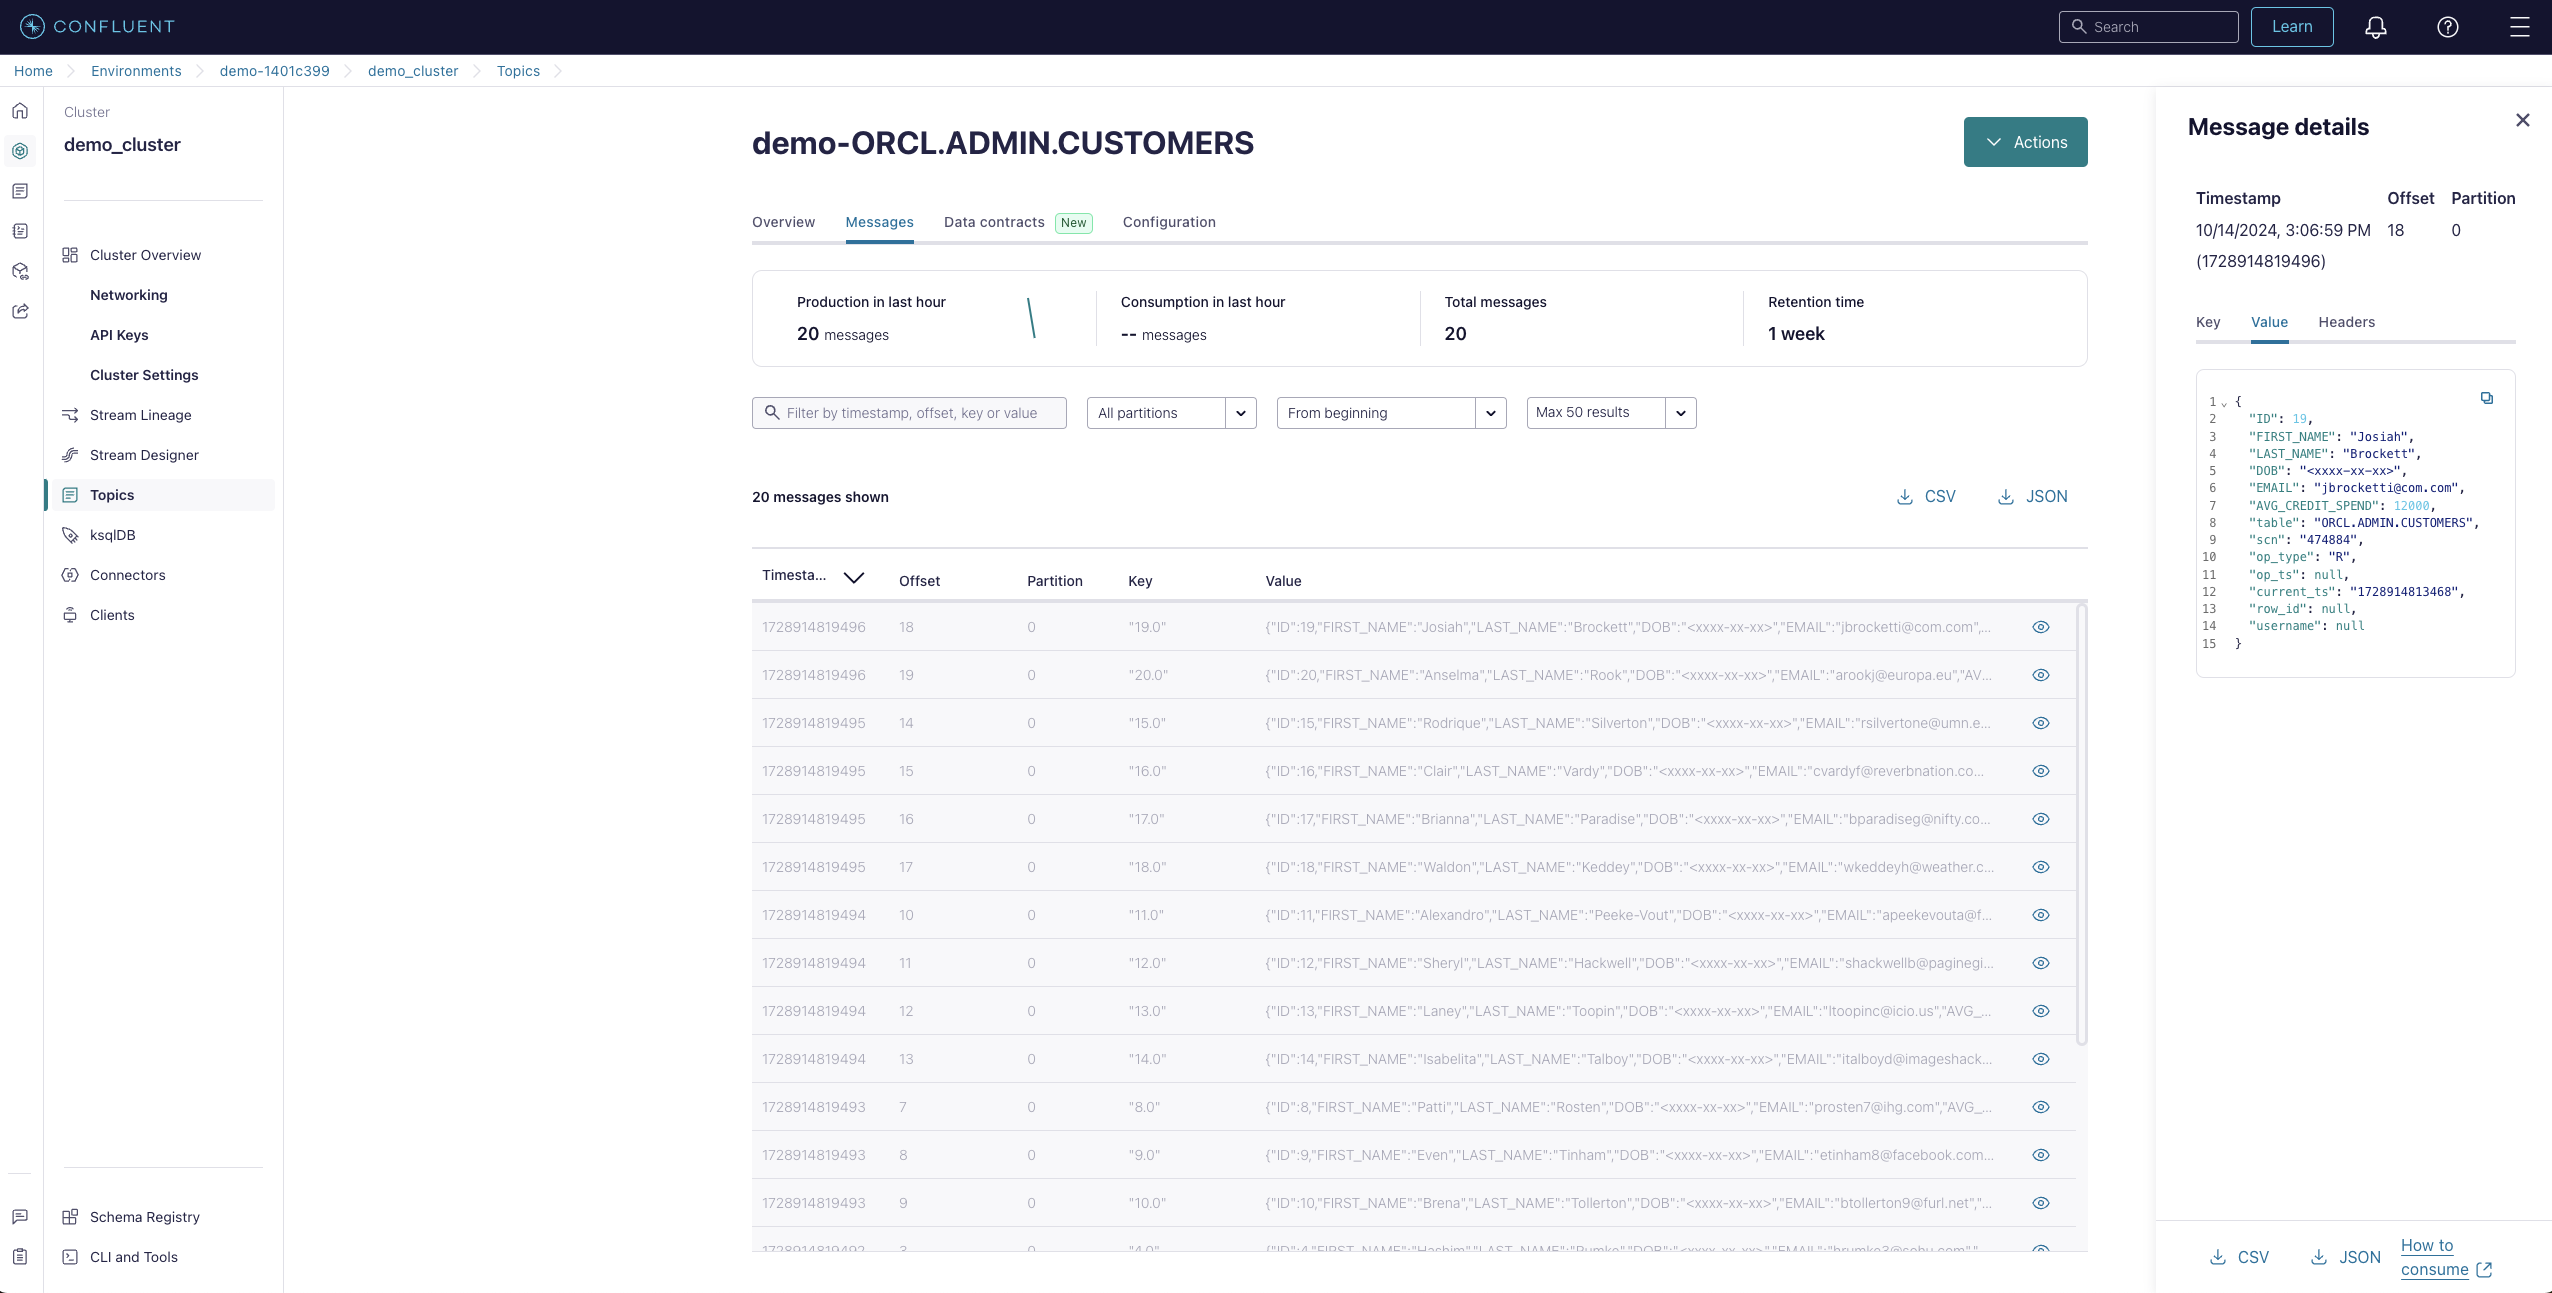 CONFLUENT
Search
Learn
Home
Environments
demo-1401c399
demo_cluster
Topics
Cluster
demo_cluster
Cluster Overview
Networking
API Keys
Cluster Settings
Stream Lineage
Stream Designer
Topics
ksqlDB
Connectors
Clients
Schema Registry
CLI and Tools
demo-ORCL.ADMIN.CUSTOMERS
Actions
Overview Messages Data contracts New Configuration
Production in last hour
20 messages
Consumption in last hour
-- messages
Total messages
20
Retention time
1 week
Filter by timestamp, offset, key or value
All partitions
From beginning
Max 50 results
20 messages shown
CSV JSON
Timesta... Offset Partition Key Value
1728914819496 18 0 "19.0" {"ID":19,"FIRST_NAME":"Josiah","LAST_NAME":"Brockett","DOB":"<xxxx-xx-xx>","EMAIL":"jbrocketti@com.com",...
1728914819496 19 0 "20.0" {"ID":20,"FIRST_NAME":"Anselma","LAST_NAME":"Rook","DOB":"<xxxx-xx-xx>","EMAIL":"arookj@europa.eu","AV...
1728914819495 14 0 "15.0" {"ID":15,"FIRST_NAME":"Rodrique","LAST_NAME":"Silverton","DOB":"<xxxx-xx-xx>","EMAIL":"rsilvertone@umn.e...
1728914819495 15 0 "16.0" {"ID":16,"FIRST_NAME":"Clair","LAST_NAME":"Vardy","DOB":"<xxxx-xx-xx>","EMAIL":"cvardyf@reverbnation.co...
1728914819495 16 0 "17.0" {"ID":17,"FIRST_NAME":"Brianna","LAST_NAME":"Paradise","DOB":"<xxxx-xx-xx>","EMAIL":"bparadiseg@nifty.co...
1728914819495 17 0 "18.0" {"ID":18,"FIRST_NAME":"Waldon","LAST_NAME":"Keddey","DOB":"<xxxx-xx-xx>","EMAIL":"wkeddeyh@weather.c...
1728914819494 10 0 "11.0" {"ID":11,"FIRST_NAME":"Alexandro","LAST_NAME":"Peeke-Vout","DOB":"<xxxx-xx-xx>","EMAIL":"apeekevouta@f...
1728914819494 11 0 "12.0" {"ID":12,"FIRST_NAME":"Sheryl","LAST_NAME":"Hackwell","DOB":"<xxxx-xx-xx>","EMAIL":"shackwellb@paginegi...
1728914819494 12 0 "13.0" {"ID":13,"FIRST_NAME":"Laney","LAST_NAME":"Toopin","DOB":"<xxxx-xx-xx>","EMAIL":"ltoopinc@icio.us","AVG_...
1728914819494 13 0 "14.0" {"ID":14,"FIRST_NAME":"Isabelita","LAST_NAME":"Talboy","DOB":"<xxxx-xx-xx>","EMAIL":"italboyd@imageshack...
1728914819493 7 0 "8.0" {"ID":8,"FIRST_NAME":"Patti","LAST_NAME":"Rosten","DOB":"<xxxx-xx-xx>","EMAIL":"prosten7@ihg.com","AVG_...
1728914819493 8 0 "9.0" {"ID":9,"FIRST_NAME":"Even","LAST_NAME":"Tinham","DOB":"<xxxx-xx-xx>","EMAIL":"etinham8@facebook.com...
1728914819493 9 0 "10.0" {"ID":10,"FIRST_NAME":"Brena","LAST_NAME":"Tollerton","DOB":"<xxxx-xx-xx>","EMAIL":"btollerton9@furl.net","...
Message details
Timestamp Offset Partition
10/14/2024, 3:06:59 PM 18 0
(1728914819496)
Key Value Headers
1 {
2 "ID": 19,
3 "FIRST_NAME": "Josiah",
4 "LAST_NAME": "Brockett",
5 "DOB": "<xxxx-xx-xx>",
6 "EMAIL": "jbrocketti@com.com",
7 "AVG_CREDIT_SPEND": 12000,
8 "table": "ORCL.ADMIN.CUSTOMERS",
9 "scn": "474884",
10 "op_type": "R",
11 "op_ts": null,
12 "current_ts": "1728914813468",
13 "row_id": null,
14 "username": null
15 }
CSV JSON
How to
consume